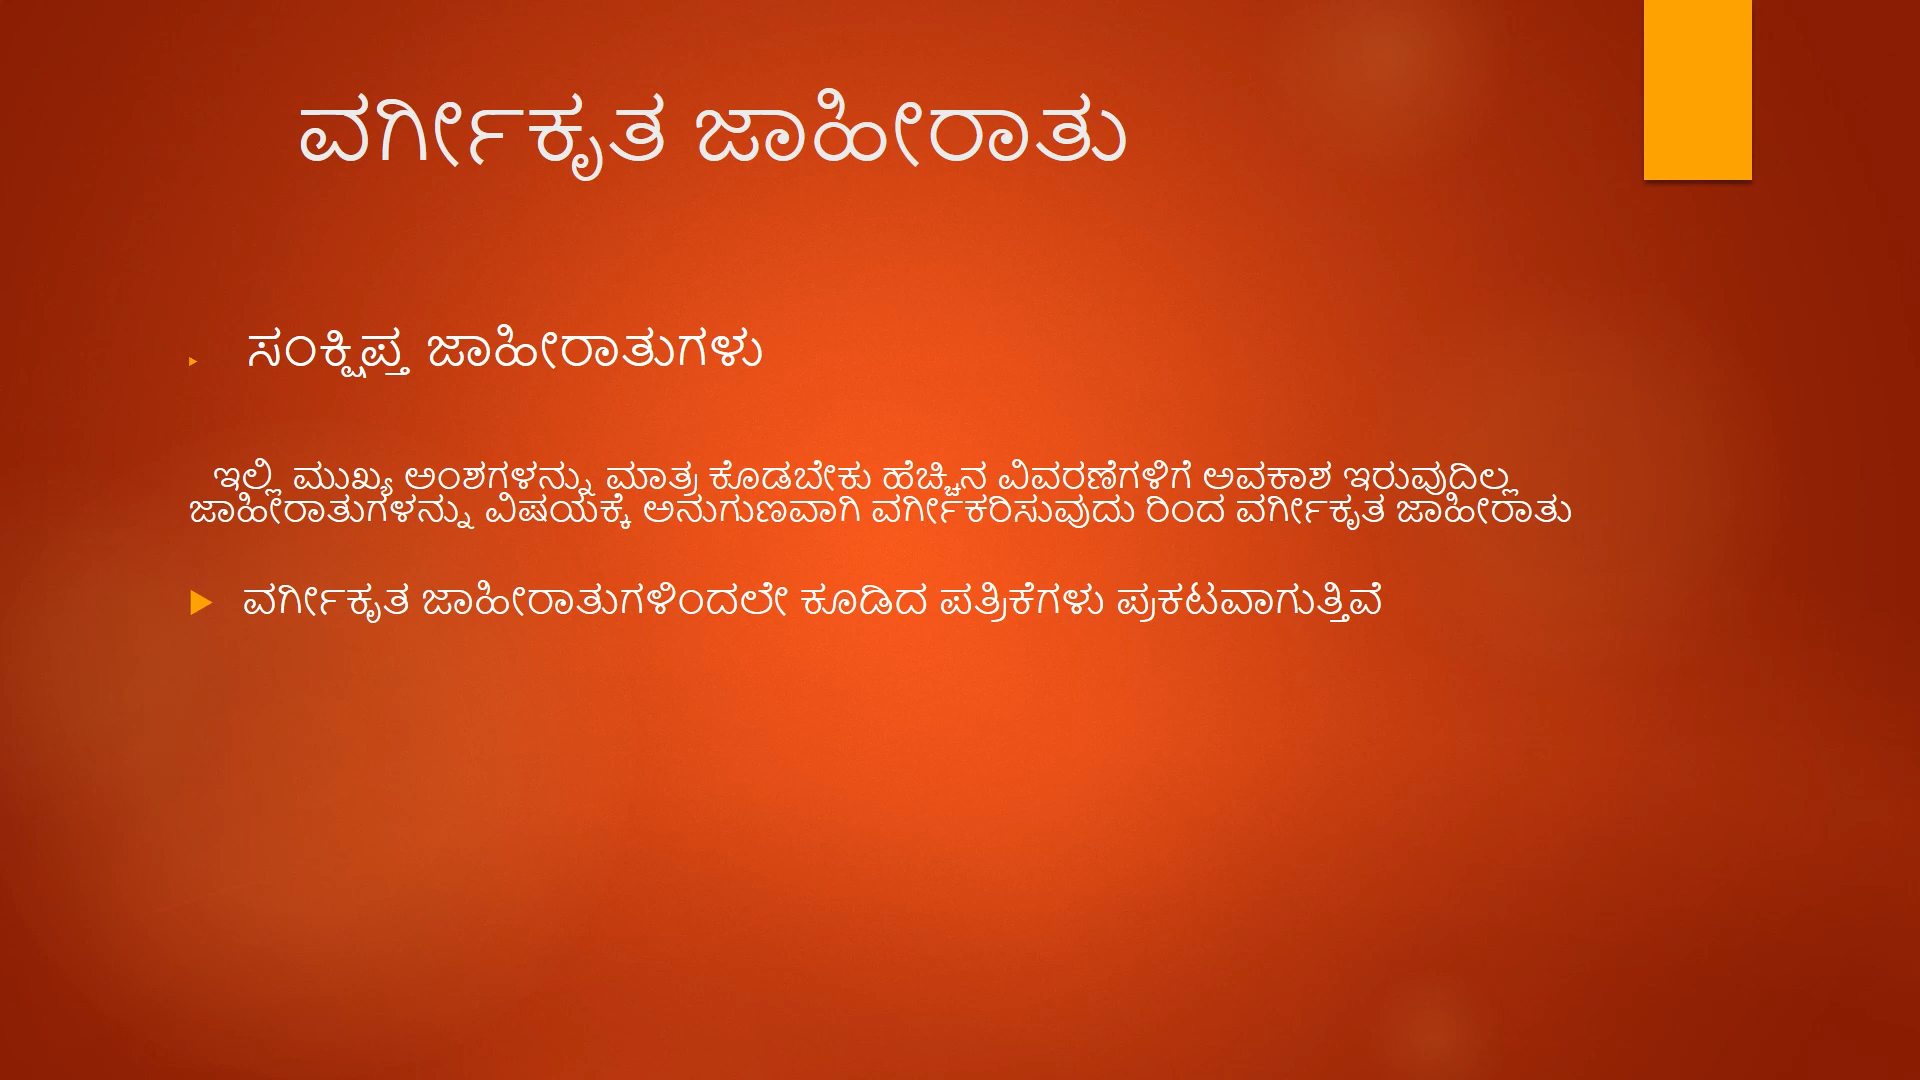 ವರ್ಗೀಕೃತ ಜಾಹೀರಾತು
ಸಂಕ್ಷಿಪ್ತ ಜಾಹೀರಾತುಗಳು
ಇಲ್ಲಿ ಮುಖ್ಯ ಅಂಶಗಳನ್ನು ಮಾತ್ರ ಕೊಡಬೇಕು ಹೆಚ್ಚಿನ ವಿವರಣೆಗಳಿಗೆ ಅವಕಾಶ ಇರುವುದಿಲ್ಲ
ಜಾಹೀರಾತುಗಳನ್ನು ವಿಷಯಕ್ಕೆ ಅನುಗುಣವಾಗಿ ವರ್ಗೀಕರಿಸುವುದು ರಿಂದ ವರ್ಗೀಕೃತ ಜಾಹೀರಾತು
ವರ್ಗೀಕೃತ ಜಾಹೀರಾತುಗಳಿಂದಲೇ ಕೂಡಿದ ಪತ್ರಿಕೆಗಳು ಪ್ರಕಟವಾಗುತ್ತಿವೆ